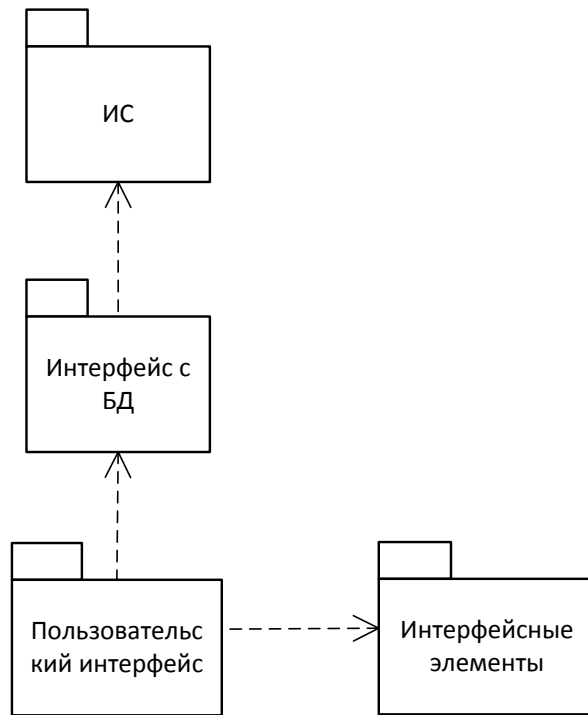 ИС
Интерфейс с
БД
Пользовательс
кий интерфейс
Интерфейсные
элементы